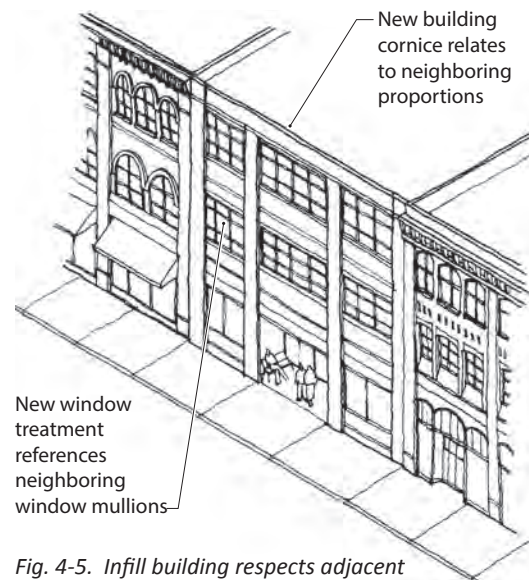 New building
cornice relates
to neighboring
proportions
New window
treatment
references
neighboring
window mullions
Fig. 4-5. Infill building respects adjacent